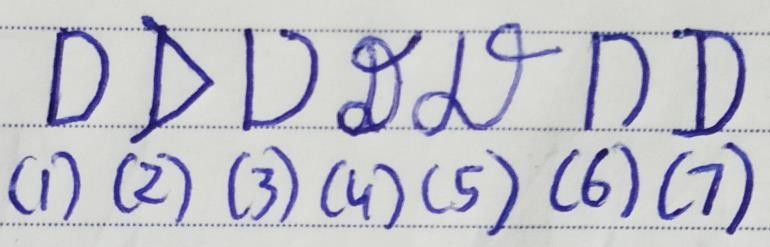 D D D D D D D
(1) (2) (3) (4) (5) (6) (7)